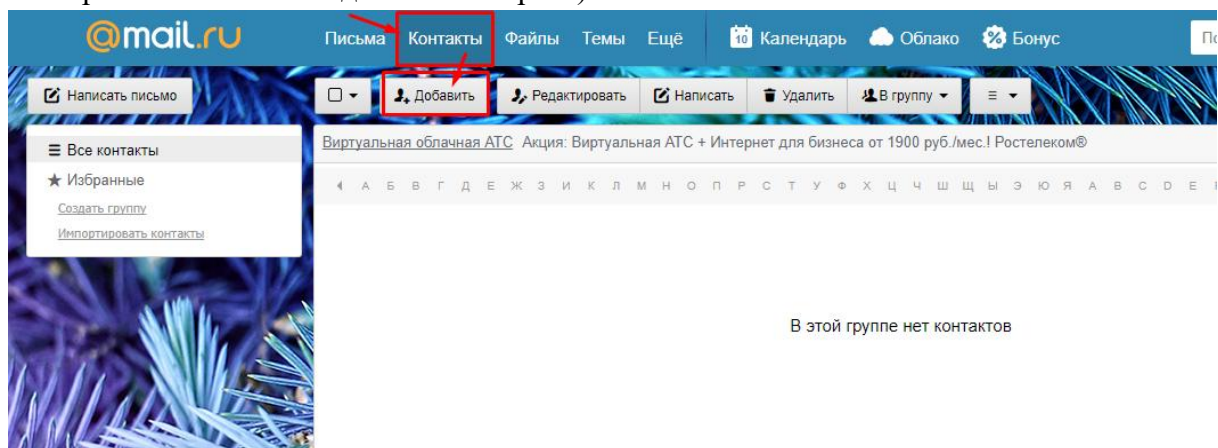 @mail.ru Письма Контакты Файлы Темы Ещё 10 Календарь Облако Бонус
Написать письмо Добавить Редактировать Написать Удалить В группу
Все контакты
Виртуальная облачная АТС Акция: Виртуальная АТС + Интернет для бизнеса от 1900 руб./мес.! Ростелеком®
Избранные
А Б В Г Д Е Ж З И К Л М Н О П Р С Т У Ф Х Ц Ч Ш Щ Ы Э Ю Я A B C D E
Создать группу
Импортировать контакты
В этой группе нет контактов